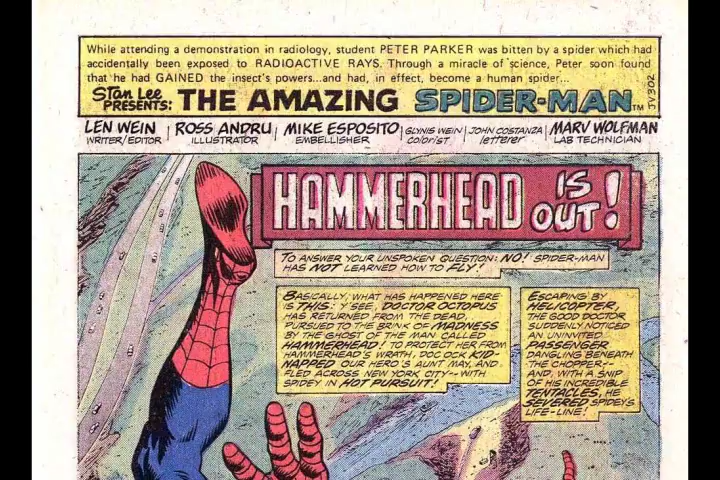 While attending a demonstration in radiology, student PETER PARKER was bitten by a spider which had
accidentally been exposed to RADIOACTIVE RAYS. Through a miracle of science, Peter soon found
that he had GAINED the insect's powers...and had, in effect, become a human spider...
Stan Lee
PRESENTS: THE AMAZING SPIDER-MAN TM
JV302
LEN WEIN
WRITER/EDITOR
ROSS ANDRU
ILLUSTRATOR
MIKE ESPOSITO
EMBELLISHER
GLYNIS WEIN
colorist
JOHN COSTANZA
letterer
MARV WOLFMAN
LAB TECHNICIAN
HAMMERHEAD IS
OUT!
TO ANSWER YOUR UNSPOKEN QUESTION: NO! SPIDER-MAN
HAS NOT LEARNED HOW TO FLY!
BASICALLY, WHAT HAS HAPPENED HERE
IS THIS: Y'SEE, DOCTOR OCTOPUS
HAS RETURNED FROM THE DEAD,
PURSUED TO THE BRINK OF MADNESS
BY THE GHOST OF THE MAN CALLED
HAMMERHEAD! TO PROTECT HER FROM
HAMMERHEAD'S WRATH, DOC OCK KID-
NAPPED OUR HERO'S AUNT MAY, AND
FLED ACROSS NEW YORK CITY--WITH
SPIDEY IN HOT PURSUIT!
ESCAPING BY
HELICOPTER,
THE GOOD DOCTOR
SUDDENLY NOTICED
AN UNINVITED
PASSENGER
DANGLING BENEATH
THE CHOPPER--
AND, WITH A SNIP
OF HIS INCREDIBLE
TENTACLES, HE
SEVERED SPIDEY'S
LIFE-LINE!